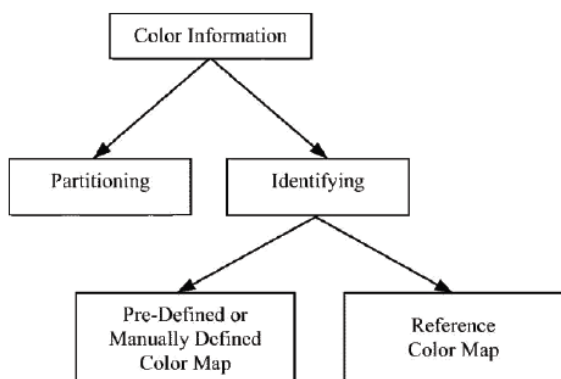 Color Information
Partitioning
Identifying
Pre-Defined or
Manually Defined
Color Map
Reference
Color Map